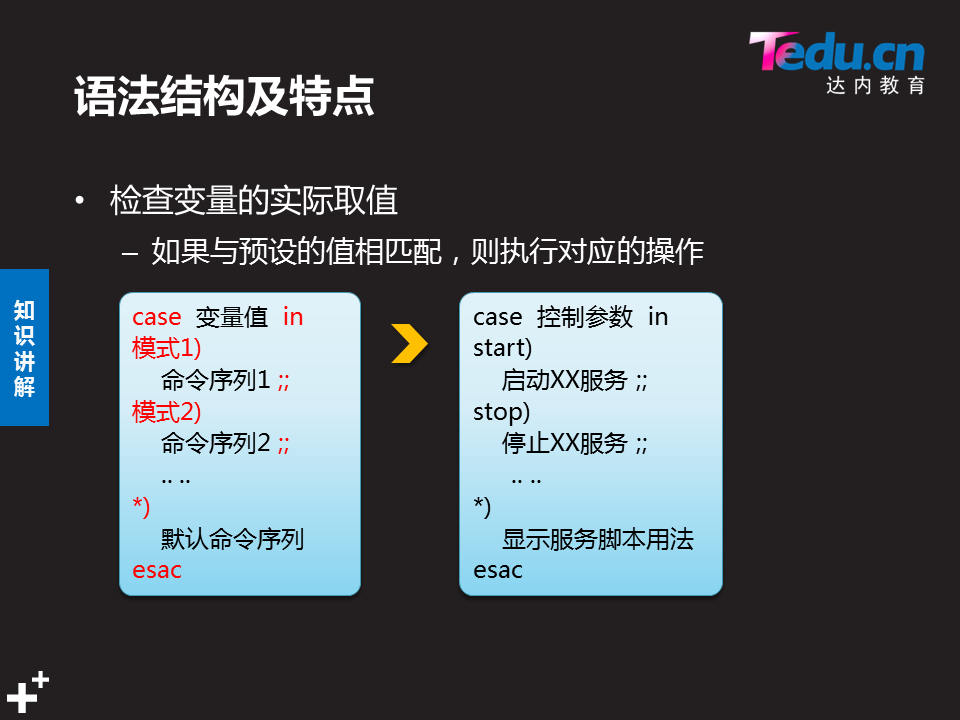 Tedu.cn
达内教育
语法结构及特点
• 检查变量的实际取值
– 如果与预设的值相匹配，则执行对应的操作
知识讲解
case 变量值 in
模式1)
命令序列1 ;;
模式2)
命令序列2 ;;
.. ..
*)
默认命令序列
esac
case 控制参数 in
start)
启动XX服务 ;;
stop)
停止XX服务 ;;
.. ..
*)
显示服务脚本用法
esac